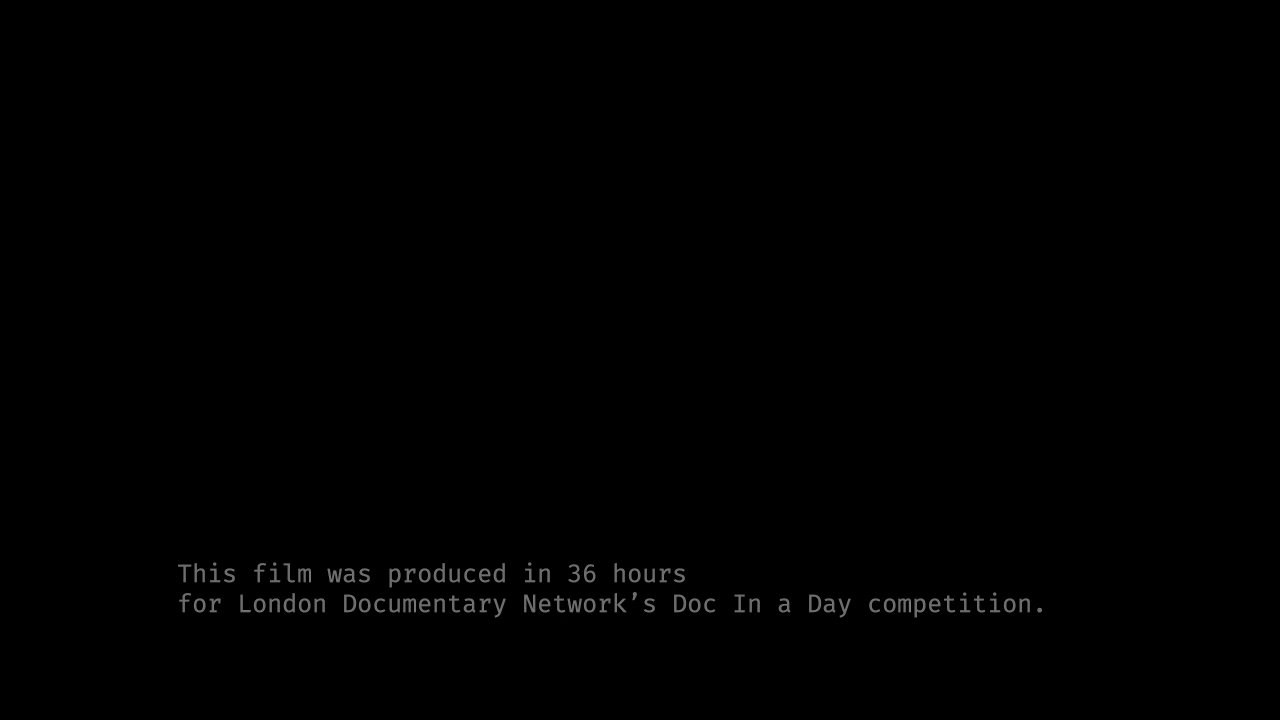 This film was produced in 36 hours
for London Documentary Network’s Doc In a Day competition.